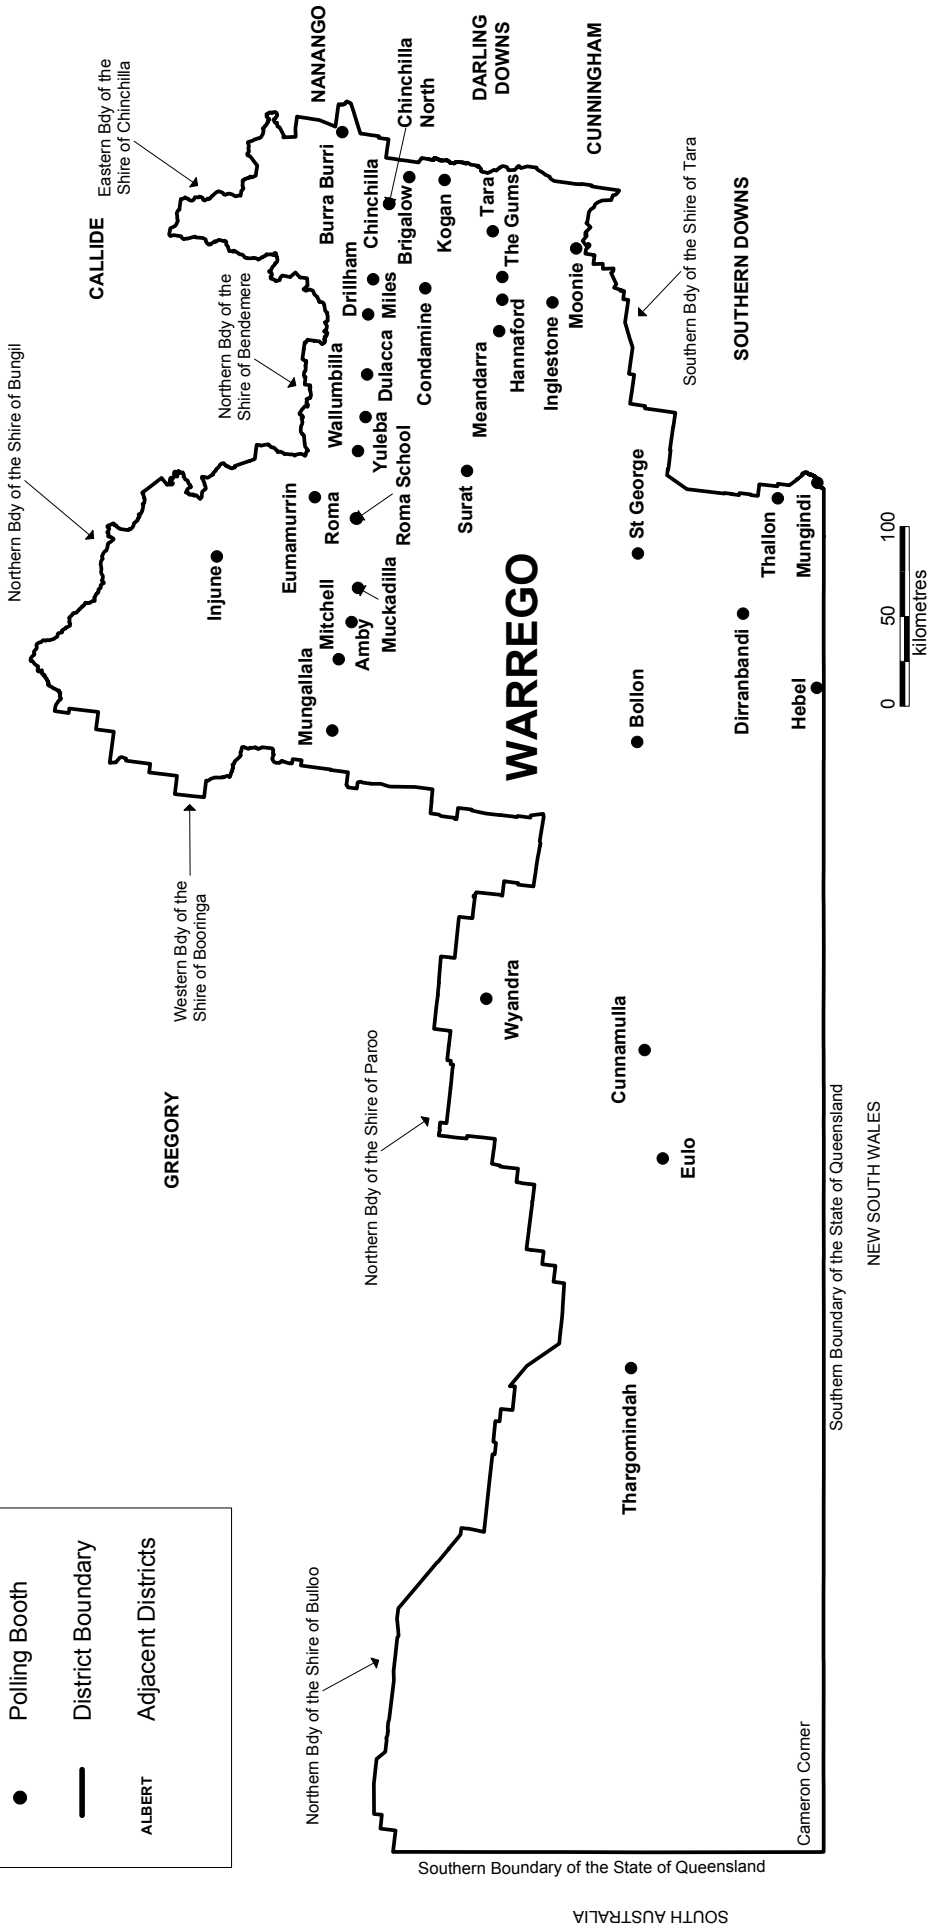 Polling Booth
District Boundary
ALBERT
Adjacent Districts
Northern Bdy of the Shire of Bungil
CALLIDE
Eastern Bdy of the
Shire of Chinchilla
Northern Bdy of the
Shire of Bendemere
Western Bdy of the
Shire of Booringa
GREGORY
Northern Bdy of the Shire of Paroo
Northern Bdy of the Shire of Bulloo
NANANGO
DARLING
DOWNS
CUNNINGHAM
SOUTHERN DOWNS
Southern Bdy of the Shire of Tara
Injune
Eumamurrin
Mungallala
Mitchell
Amby
Muckadilla
Roma
Roma School
Wallumbilla
Yuleba
Dulacca
Drillham
Miles
Chinchilla
Chinchilla
North
Burra Burri
Brigalow
Kogan
Condamine
Tara
The Gums
Meandarra
Hannaford
Inglestone
Moonie
Surat
WARREGO
St George
Bollon
Dirranbandi
Thallon
Mungindi
Hebel
Wyandra
Cunnamulla
Eulo
Thargomindah
Cameron Corner
Southern Boundary of the State of Queensland
SOUTH AUSTRALIA
Southern Boundary of the State of Queensland
NEW SOUTH WALES
0
50
100
kilometres